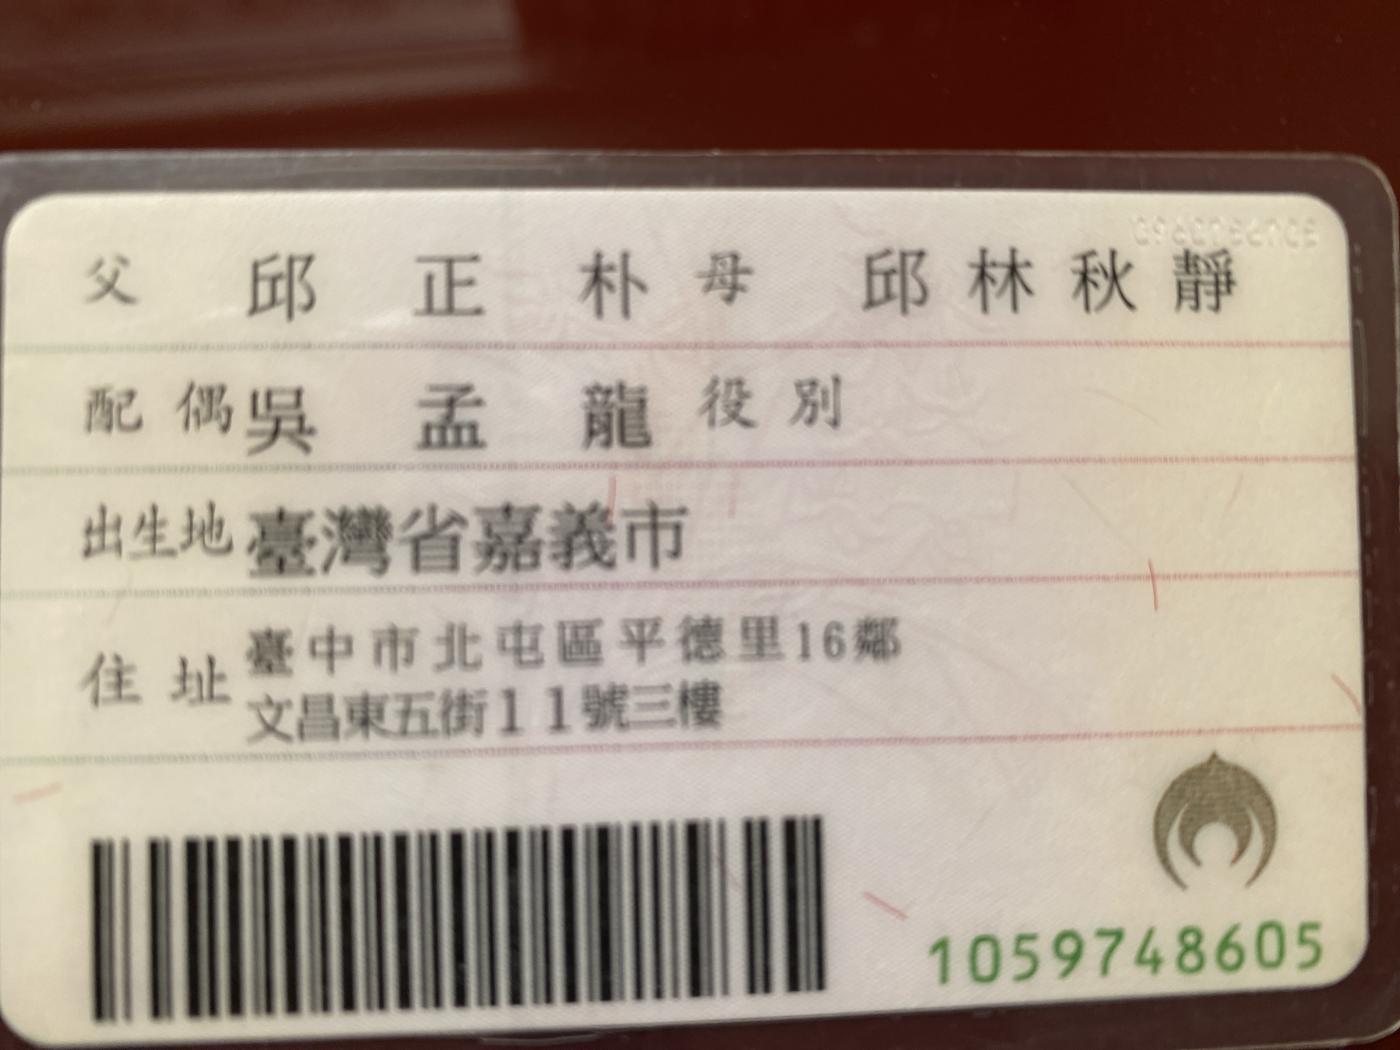 父 邱正朴 母 邱林秋靜
配偶 吳孟龍 役別
出生地 臺灣省嘉義市
住址 臺中市北屯區平德里16鄰
文昌東五街11號三樓
1059748605